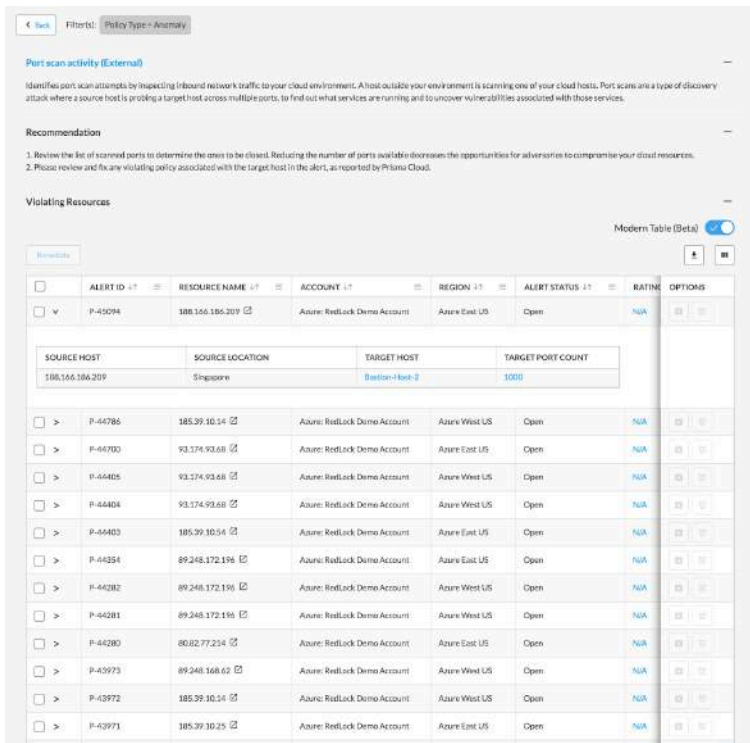 Back Filter(s): Policy Type = Anomaly
Port scan activity (External)
Identifies port scan attempts by inspecting inbound network traffic to your cloud environment. A host outside your environment is scanning one of your cloud hosts. Port scans are a type of discovery
attack where a source host is probing a target host across multiple ports, to find out what services are running and to uncover vulnerabilities associated with those services.
Recommendation
1. Review the list of scanned ports to determine the ones to be closed. Reducing the number of ports available decreases the opportunities for adversaries to compromise your cloud resources.
2. Please review and fix any violating policy associated with the target host in the alert, as reported by Prisma Cloud.
Violating Resources
Modern Table (Beta)
Remediate
ALERT ID RESOURCE NAME ACCOUNT REGION ALERT STATUS RATING OPTIONS
P-45094 188.166.186.209 Azure: RedLock Demo Account Azure East US Open N/A
SOURCE HOST SOURCE LOCATION TARGET HOST TARGET PORT COUNT
188.166.186.209 Singapore Bastion-Host-2 1000
P-44786 185.39.10.14 Azure: RedLock Demo Account Azure West US Open N/A
P-44700 93.174.93.68 Azure: RedLock Demo Account Azure East US Open N/A
P-44405 93.174.93.68 Azure: RedLock Demo Account Azure West US Open N/A
P-44404 93.174.93.68 Azure: RedLock Demo Account Azure West US Open N/A
P-44403 185.39.10.54 Azure: RedLock Demo Account Azure East US Open N/A
P-44354 89.248.172.196 Azure: RedLock Demo Account Azure East US Open N/A
P-44282 89.248.172.196 Azure: RedLock Demo Account Azure West US Open N/A
P-44281 89.248.172.196 Azure: RedLock Demo Account Azure West US Open N/A
P-44280 80.82.77.214 Azure: RedLock Demo Account Azure East US Open N/A
P-43973 89.248.168.62 Azure: RedLock Demo Account Azure West US Open N/A
P-43972 185.39.10.14 Azure: RedLock Demo Account Azure West US Open N/A
P-43971 185.39.10.25 Azure: RedLock Demo Account Azure East US Open N/A